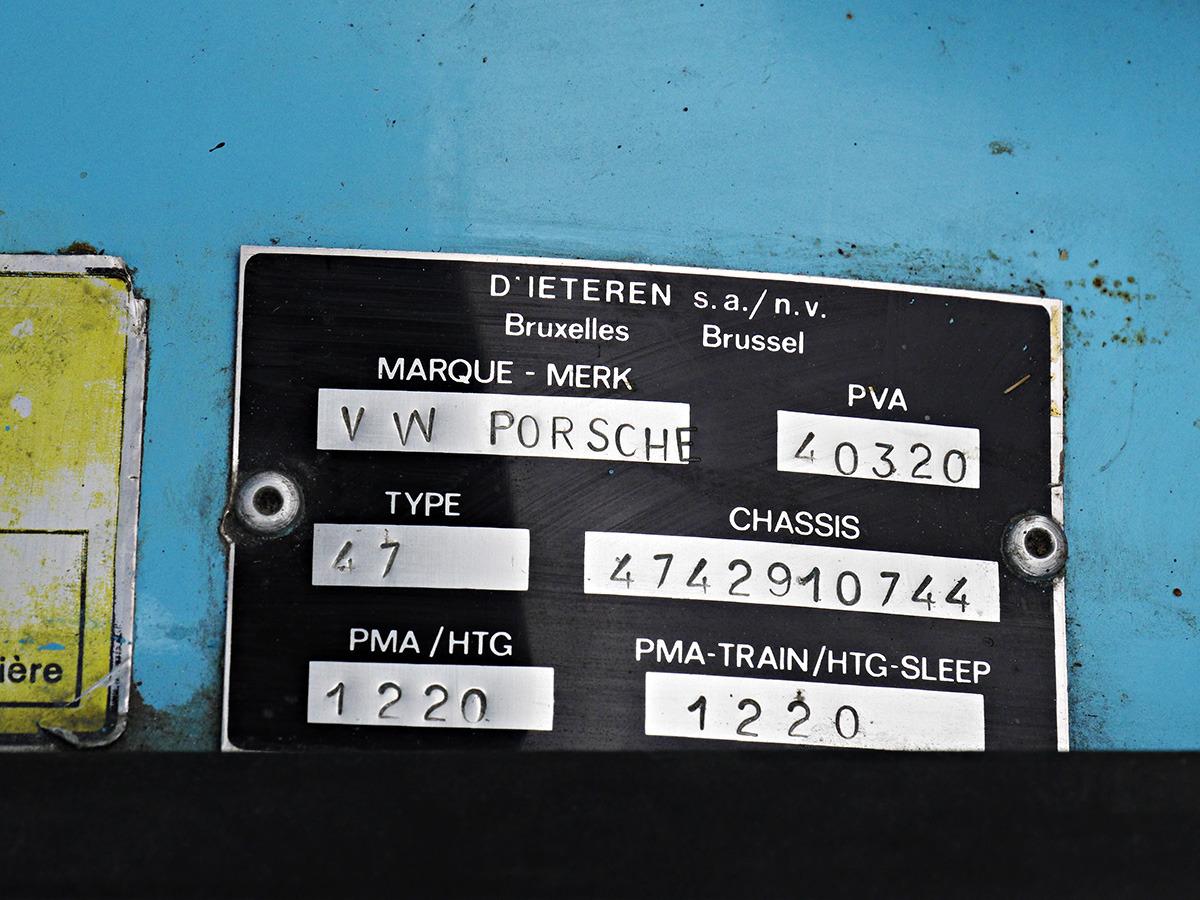 D'IETEREN s.a./n.v.
Bruxelles Brussel
MARQUE - MERK
VW PORSCHE
PVA
40320
TYPE
47
CHASSIS
4742910744
PMA/HTG
1220
PMA-TRAIN/HTG-SLEEP
1220
ière